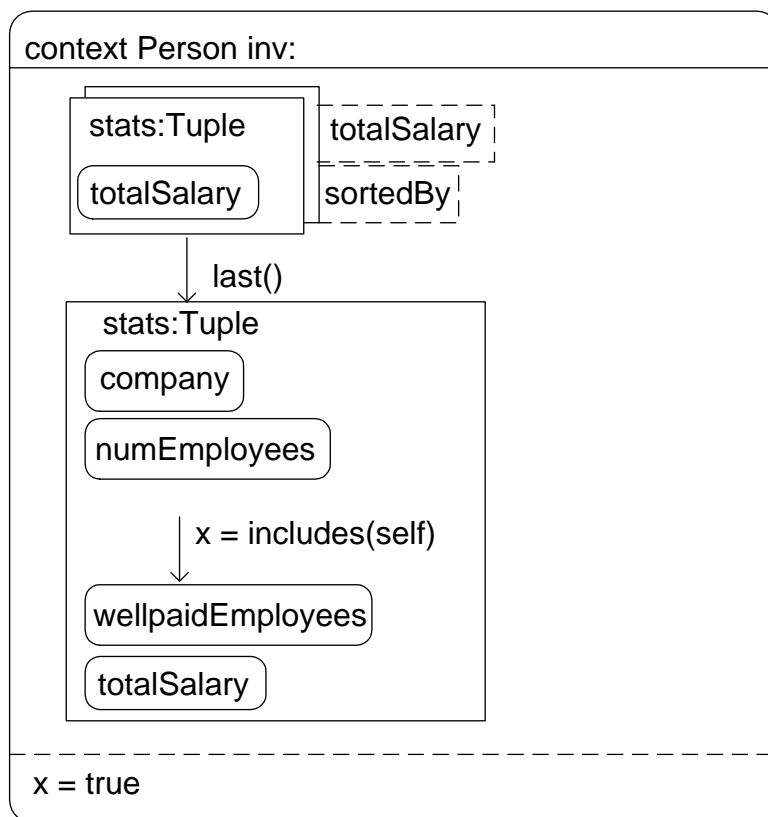 context Person inv:
stats:Tuple
totalSalary
totalSalary
sortedBy
last()
stats:Tuple
company
numEmployees
x = includes(self)
wellpaidEmployees
totalSalary
x = true